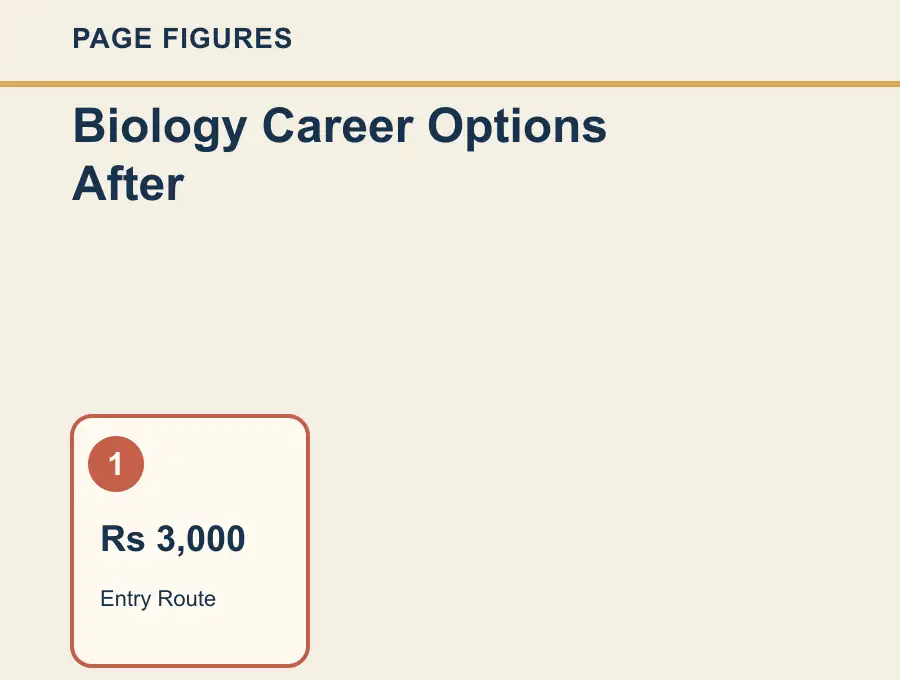 PAGE FIGURES
Biology Career Options
After
1
Rs 3,000
Entry Route